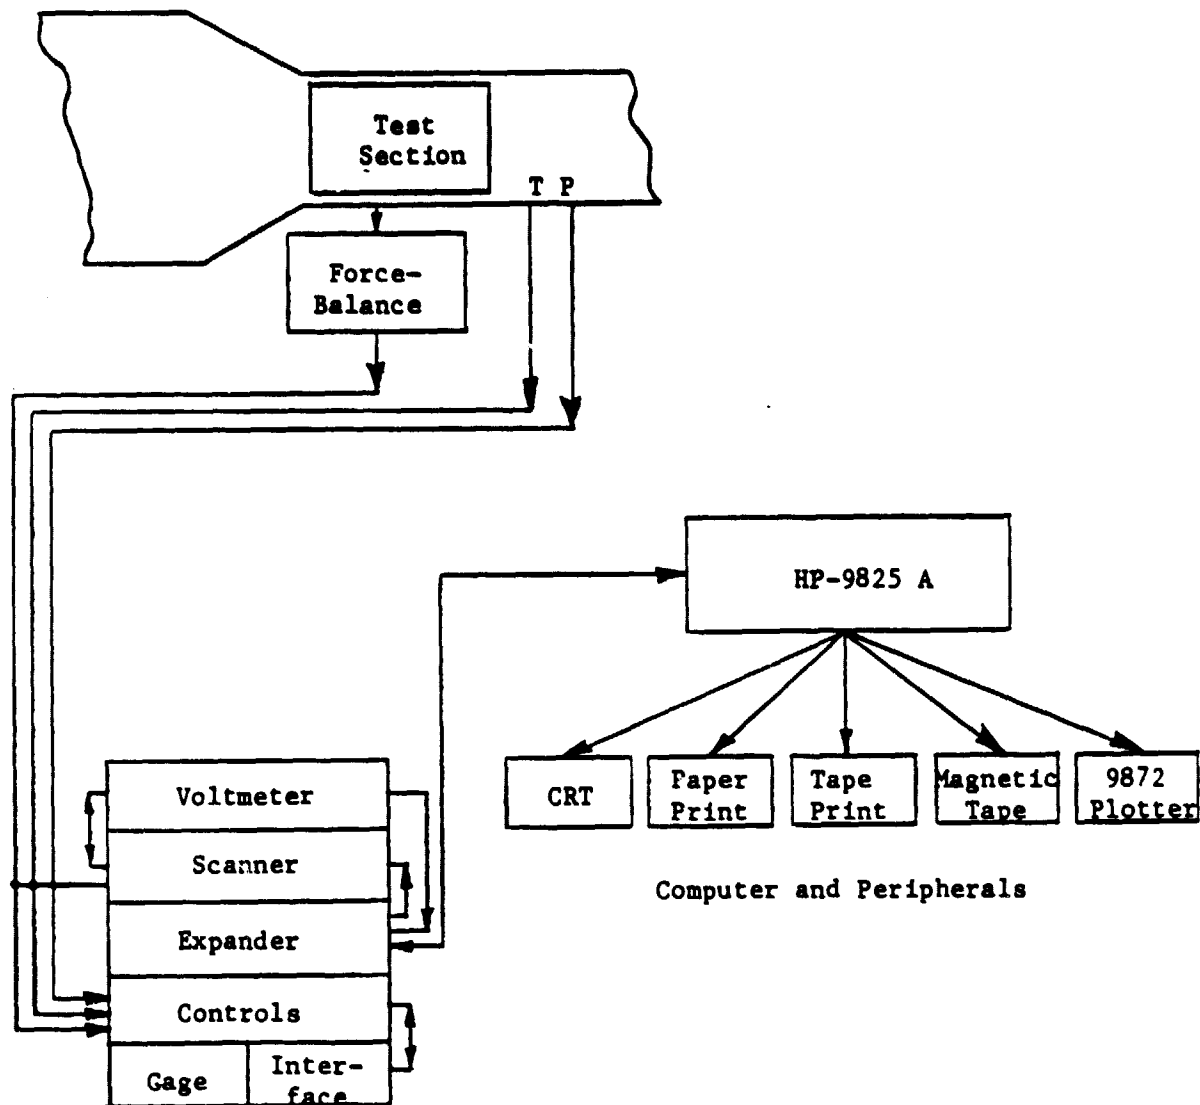 Test
Section
T P
Force-
Balance
HP-9825 A
CRT
Paper
Print
Tape
Print
Magnetic
Tape
9872
Plotter
Computer and Peripherals
Voltmeter
Scanner
Expander
Controls
Gage
Inter-
face